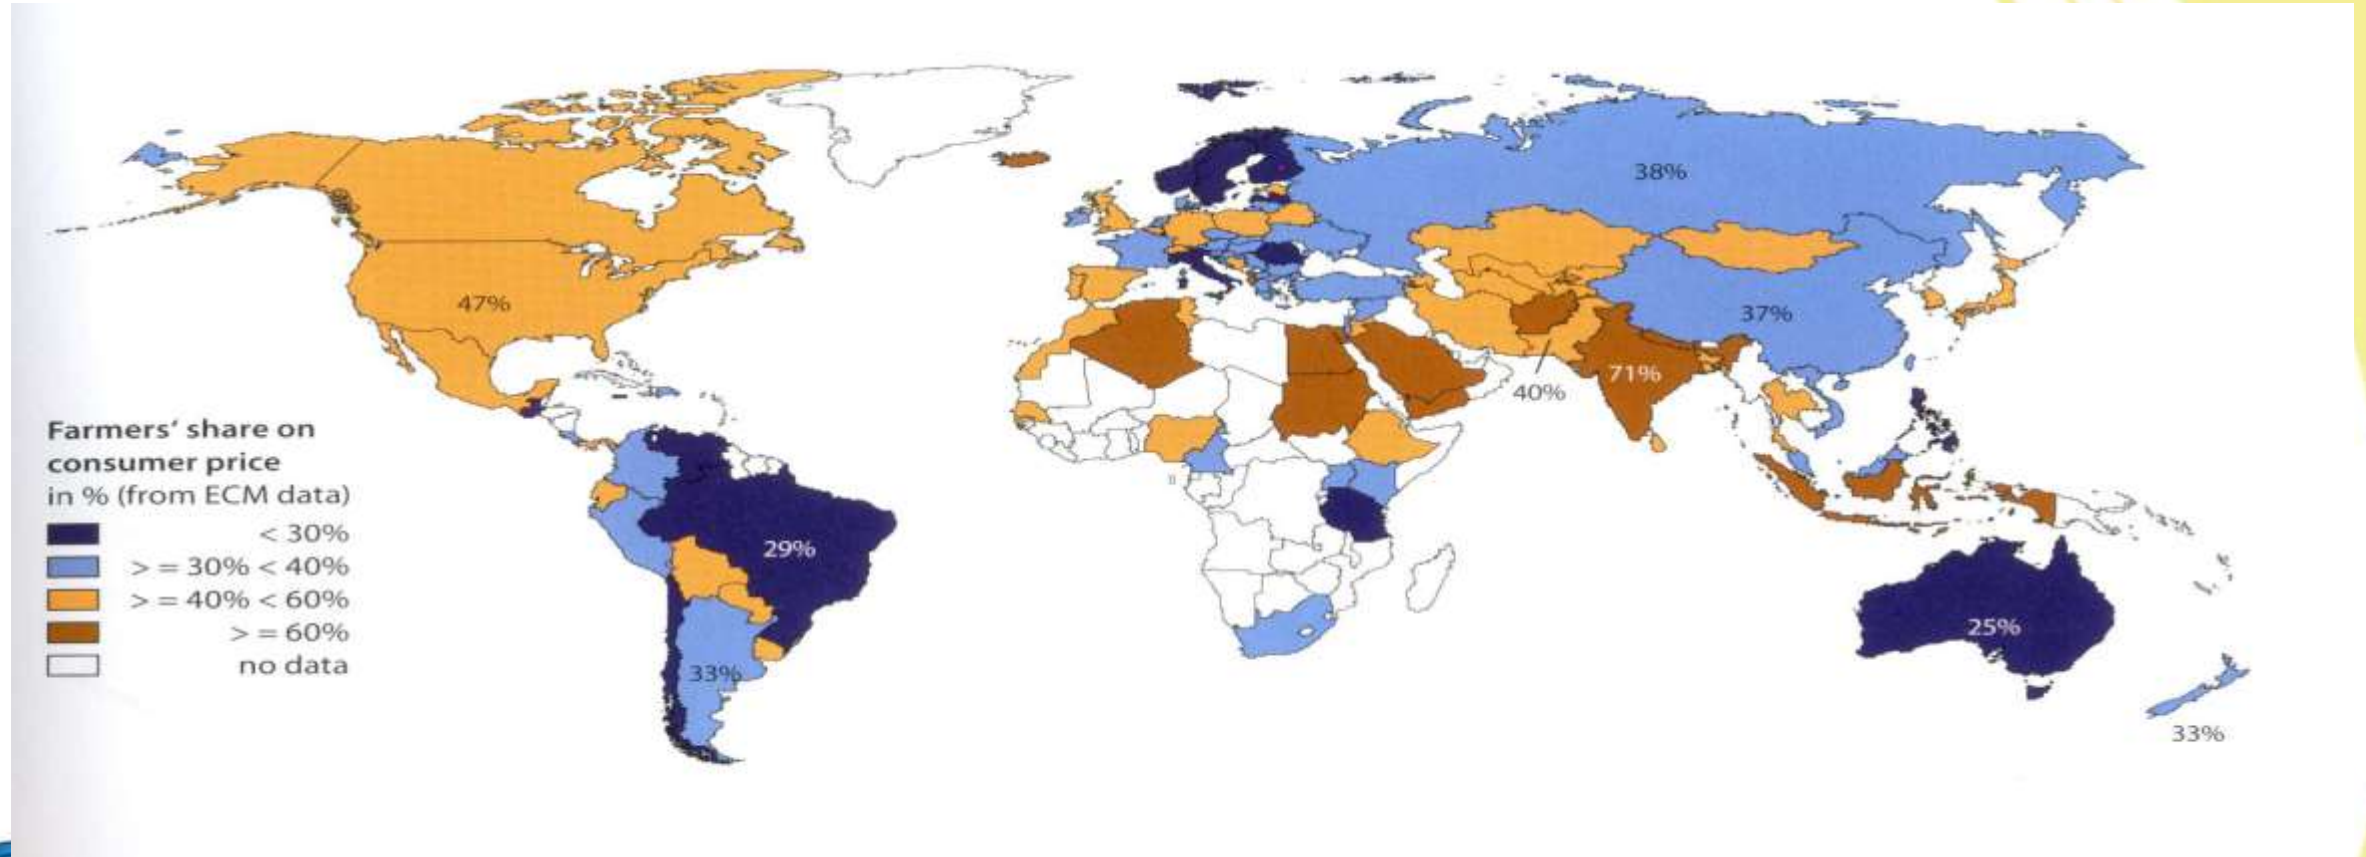 38%
47%
37%
71%
40%
Farmers‘ share on
consumer price
in % (from ECM data)
< 30%
> = 30% < 40%
> = 40% < 60%
> = 60%
no data
29%
25%
33%
33%